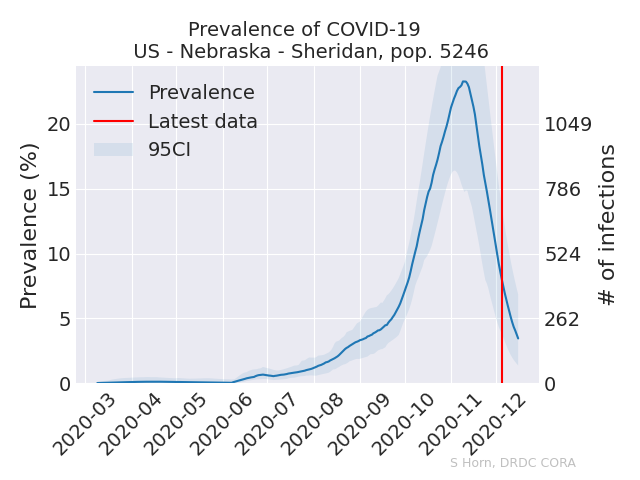 Prevalence of COVID-19
US - Nebraska - Sheridan, pop. 5246
Prevalence
Latest data
95CI
Prevalence (%)
20
15
10
5
0
1049
786
524
262
0
# of infections
2020-03
2020-04
2020-05
2020-06
2020-07
2020-08
2020-09
2020-10
2020-11
2020-12
S Horn, DRDC CORA